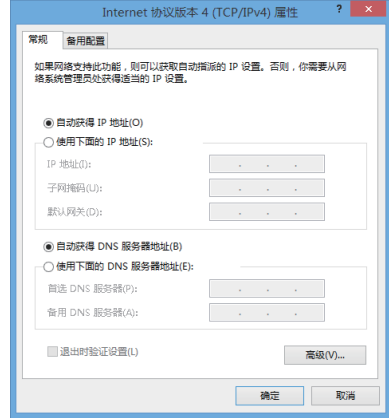 Internet 协议版本 4 (TCP/IPv4) 属性
?
×
常规
备用配置
如果网络支持此功能，则可以获取自动指派的 IP 设置。否则，你需要从网
络系统管理员处获得适当的 IP 设置。
自动获得 IP 地址(O)
使用下面的 IP 地址(S):
IP 地址(I):
子网掩码(U):
默认网关(D):
自动获得 DNS 服务器地址(B)
使用下面的 DNS 服务器地址(E):
首选 DNS 服务器(P):
备用 DNS 服务器(A):
退出时验证设置(L)
高级(V)...
确定
取消